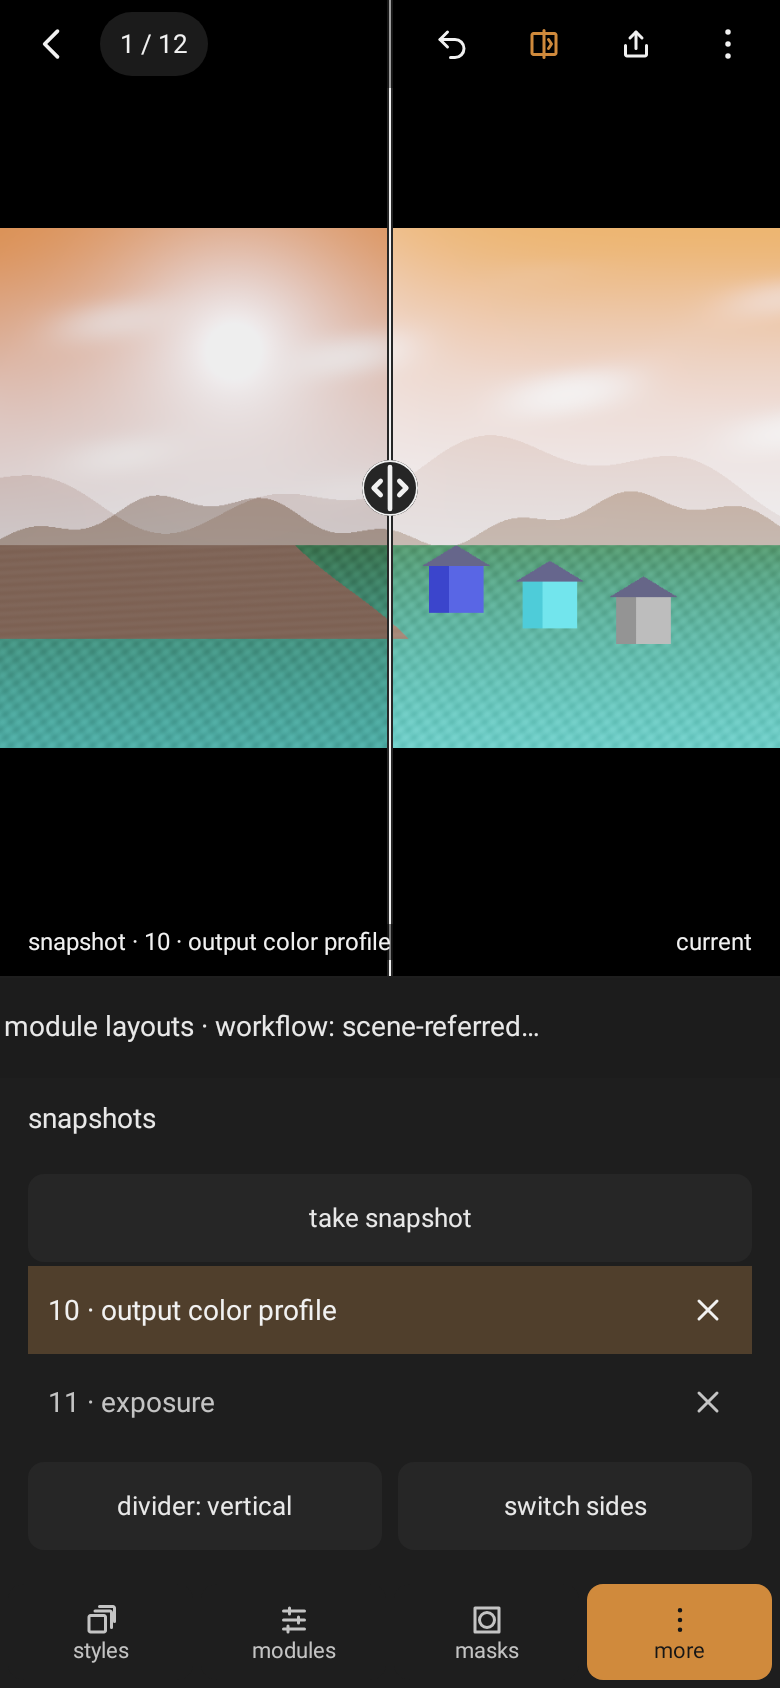 1 / 12
snapshot · 10 · output color profile
current
module layouts · workflow: scene-referred…
snapshots
take snapshot
10 · output color profile
11 · exposure
divider: vertical
switch sides
styles
modules
masks
more